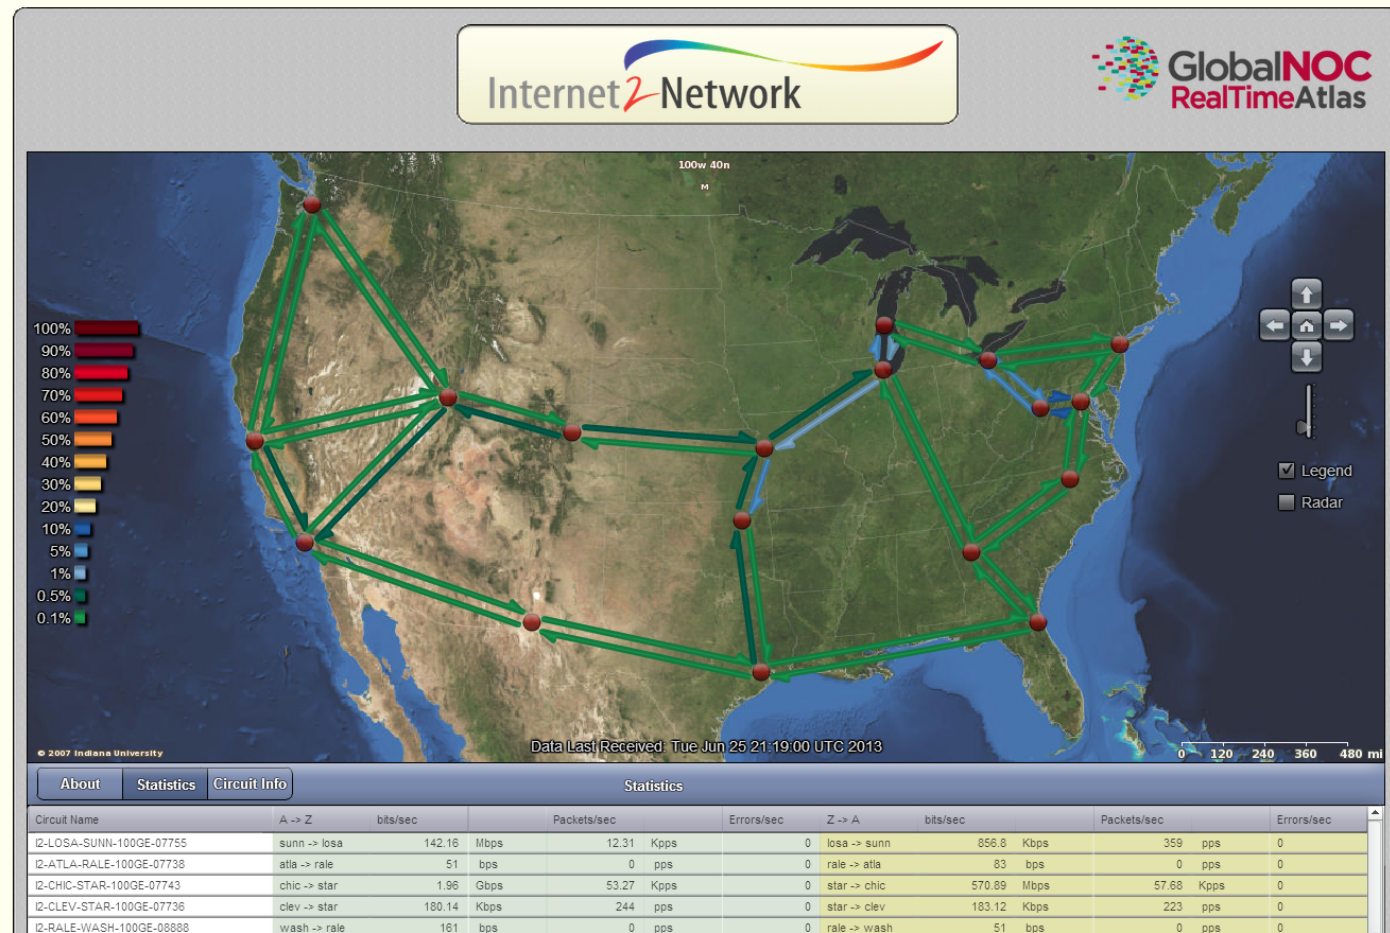 Internet2 Network
GlobalNOC
RealTimeAtlas
100w 40n
M
100%
90%
80%
70%
60%
50%
40%
30%
20%
10%
5%
1%
0.5%
0.1%
Legend
Radar
© 2007 Indiana University
Data Last Received: Tue Jun 25 21:19:00 UTC 2013
0 120 240 360 480 mi
About Statistics Circuit Info Statistics
Circuit Name A -> Z bits/sec Packets/sec Errors/sec Z -> A bits/sec Packets/sec Errors/sec
I2-LOSA-SUNN-100GE-07755 sunn -> losa 142.16 Mbps 12.31 Kpps 0 losa -> sunn 856.8 Kbps 359 pps 0
I2-ATLA-RALE-100GE-07738 atla -> rale 51 bps 0 pps 0 rale -> atla 83 bps 0 pps 0
I2-CHIC-STAR-100GE-07743 chic -> star 1.96 Gbps 53.27 Kpps 0 star -> chic 570.89 Mbps 57.68 Kpps 0
I2-CLEV-STAR-100GE-07736 clev -> star 180.14 Kbps 244 pps 0 star -> clev 183.12 Kbps 223 pps 0
I2-RALE-WASH-100GE-08888 wash -> rale 161 bps 0 pps 0 rale -> wash 51 bps 0 pps 0